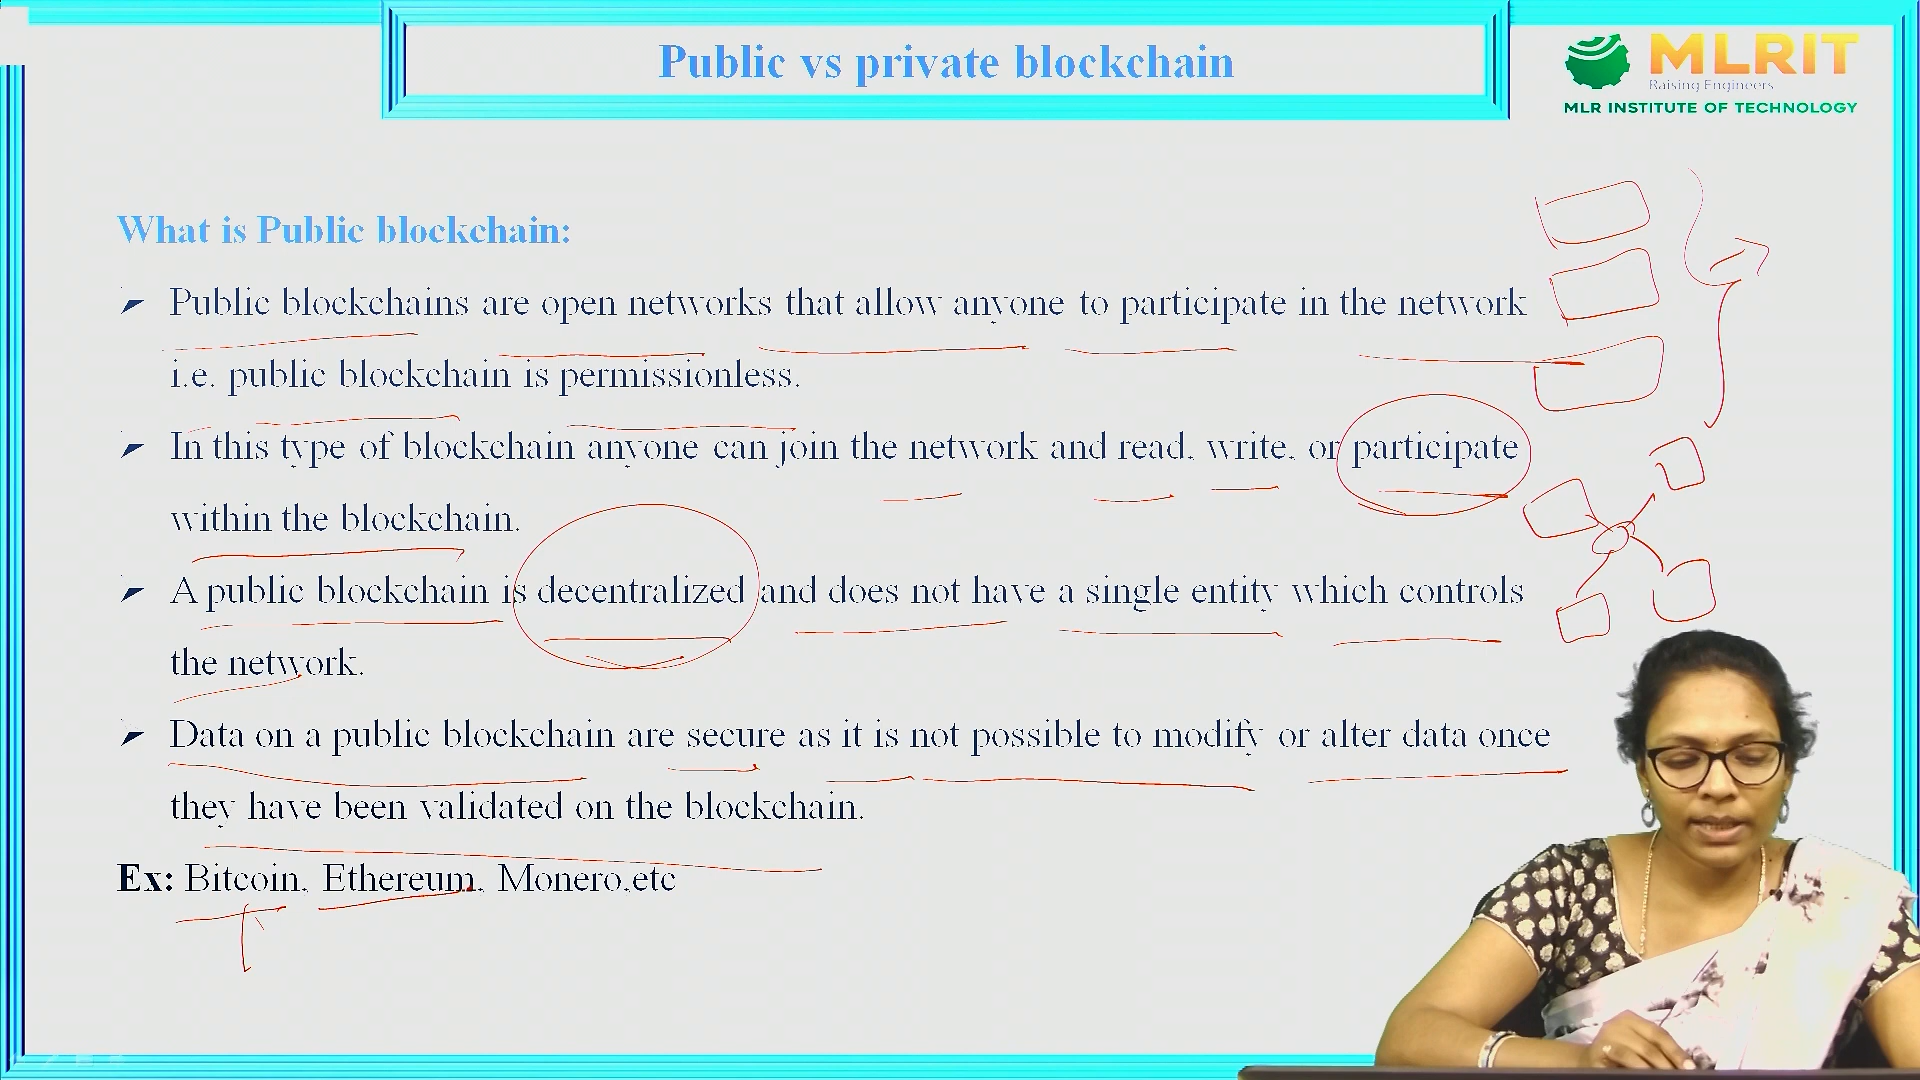 Public vs private blockchain
MLRIT
Raising Engineers
MLR INSTITUTE OF TECHNOLOGY
What is Public blockchain:
➤ Public blockchains are open networks that allow anyone to participate in the network
i.e. public blockchain is permissionless.
➤ In this type of blockchain anyone can join the network and read, write, or participate
within the blockchain.
➤ A public blockchain is decentralized and does not have a single entity which controls
the network.
➤ Data on a public blockchain are secure as it is not possible to modify or alter data once
they have been validated on the blockchain.
Ex: Bitcoin, Ethereum, Monero,etc